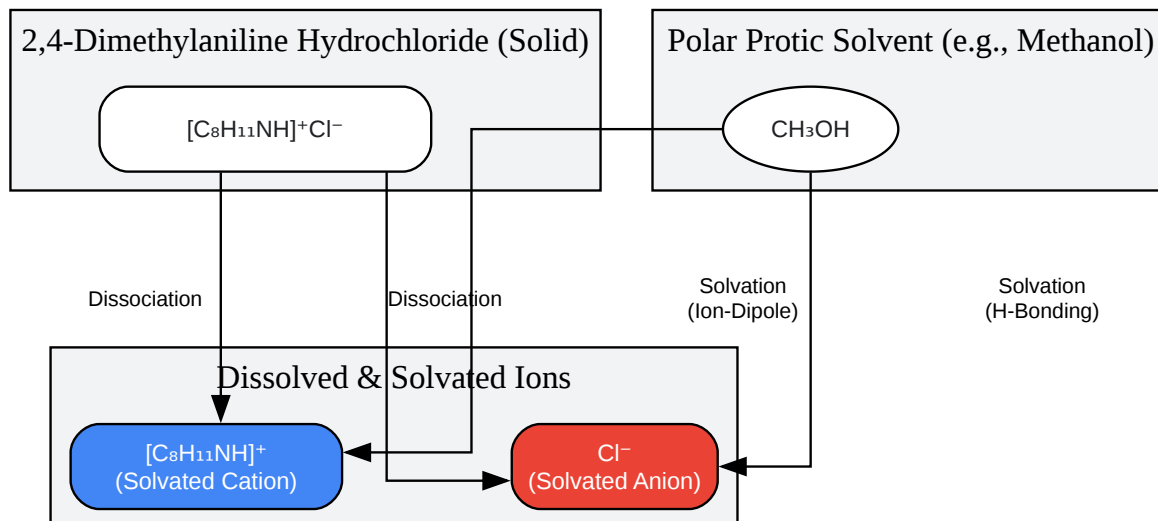 2,4-Dimethylaniline Hydrochloride (Solid)
Polar Protic Solvent (e.g., Methanol)
[C₈H₁₁NH]⁺Cl⁻
CH₃OH
Dissociation
Dissociation
Solvation
(Ion-Dipole)
Solvation
(H-Bonding)
Dissolved & Solvated Ions
[C₈H₁₁NH]⁺
(Solvated Cation)
Cl⁻
(Solvated Anion)